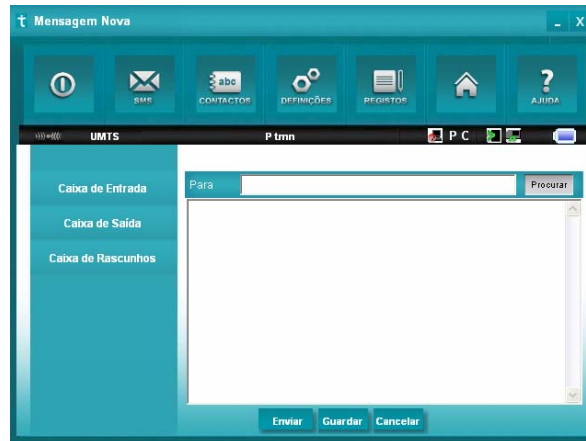 t Mensagem Nova
- X
abc
SMS
CONTACTOS
DEFINIÇÕES
REGISTOS
AJUDA
UMTS
P tmn
P C
Caixa de Entrada
Para
Procurar
Caixa de Saída
Caixa de Rascunhos
Enviar Guardar Cancelar